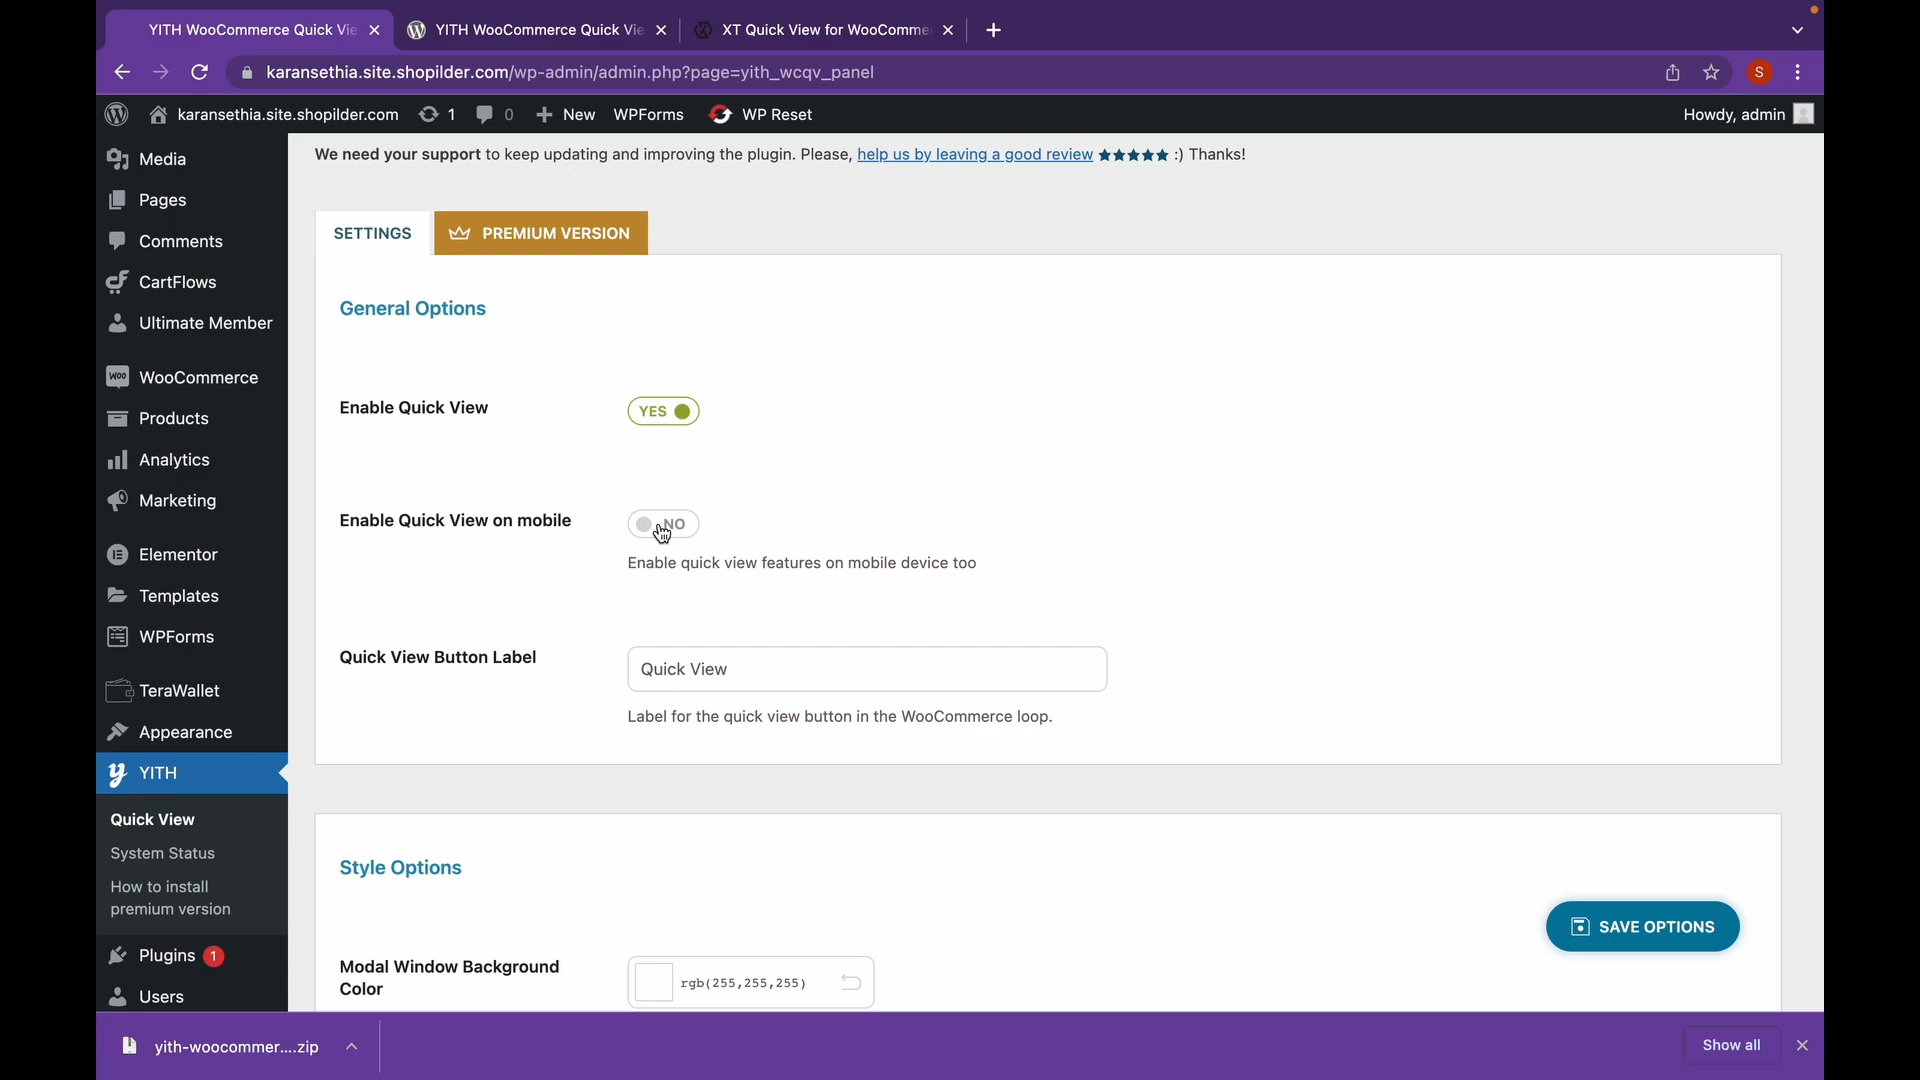 YITH WooCommerce Quick Vie
YITH WooCommerce Quick Vie
XT Quick View for WooComme
karansethia.site.shopilder.com/wp-admin/admin.php?page=yith_wcqv_panel
S
karansethia.site.shopilder.com
1
0
New
WPForms
WP Reset
Howdy, admin
Media
Pages
Comments
CartFlows
Ultimate Member
WOO
WooCommerce
Products
Analytics
Marketing
Elementor
Templates
WPForms
TeraWallet
Appearance
y YITH
Quick View
System Status
How to install
premium version
Plugins 1
Users
We need your support to keep updating and improving the plugin. Please, help us by leaving a good review ★★★★★ :) Thanks!
SETTINGS
PREMIUM VERSION
General Options
Enable Quick View
YES
Enable Quick View on mobile
NO
Enable quick view features on mobile device too
Quick View Button Label
Quick View
Label for the quick view button in the WooCommerce loop.
Style Options
SAVE OPTIONS
Modal Window Background
Color
rgb(255,255,255)
yith-woocommer....zip
Show all